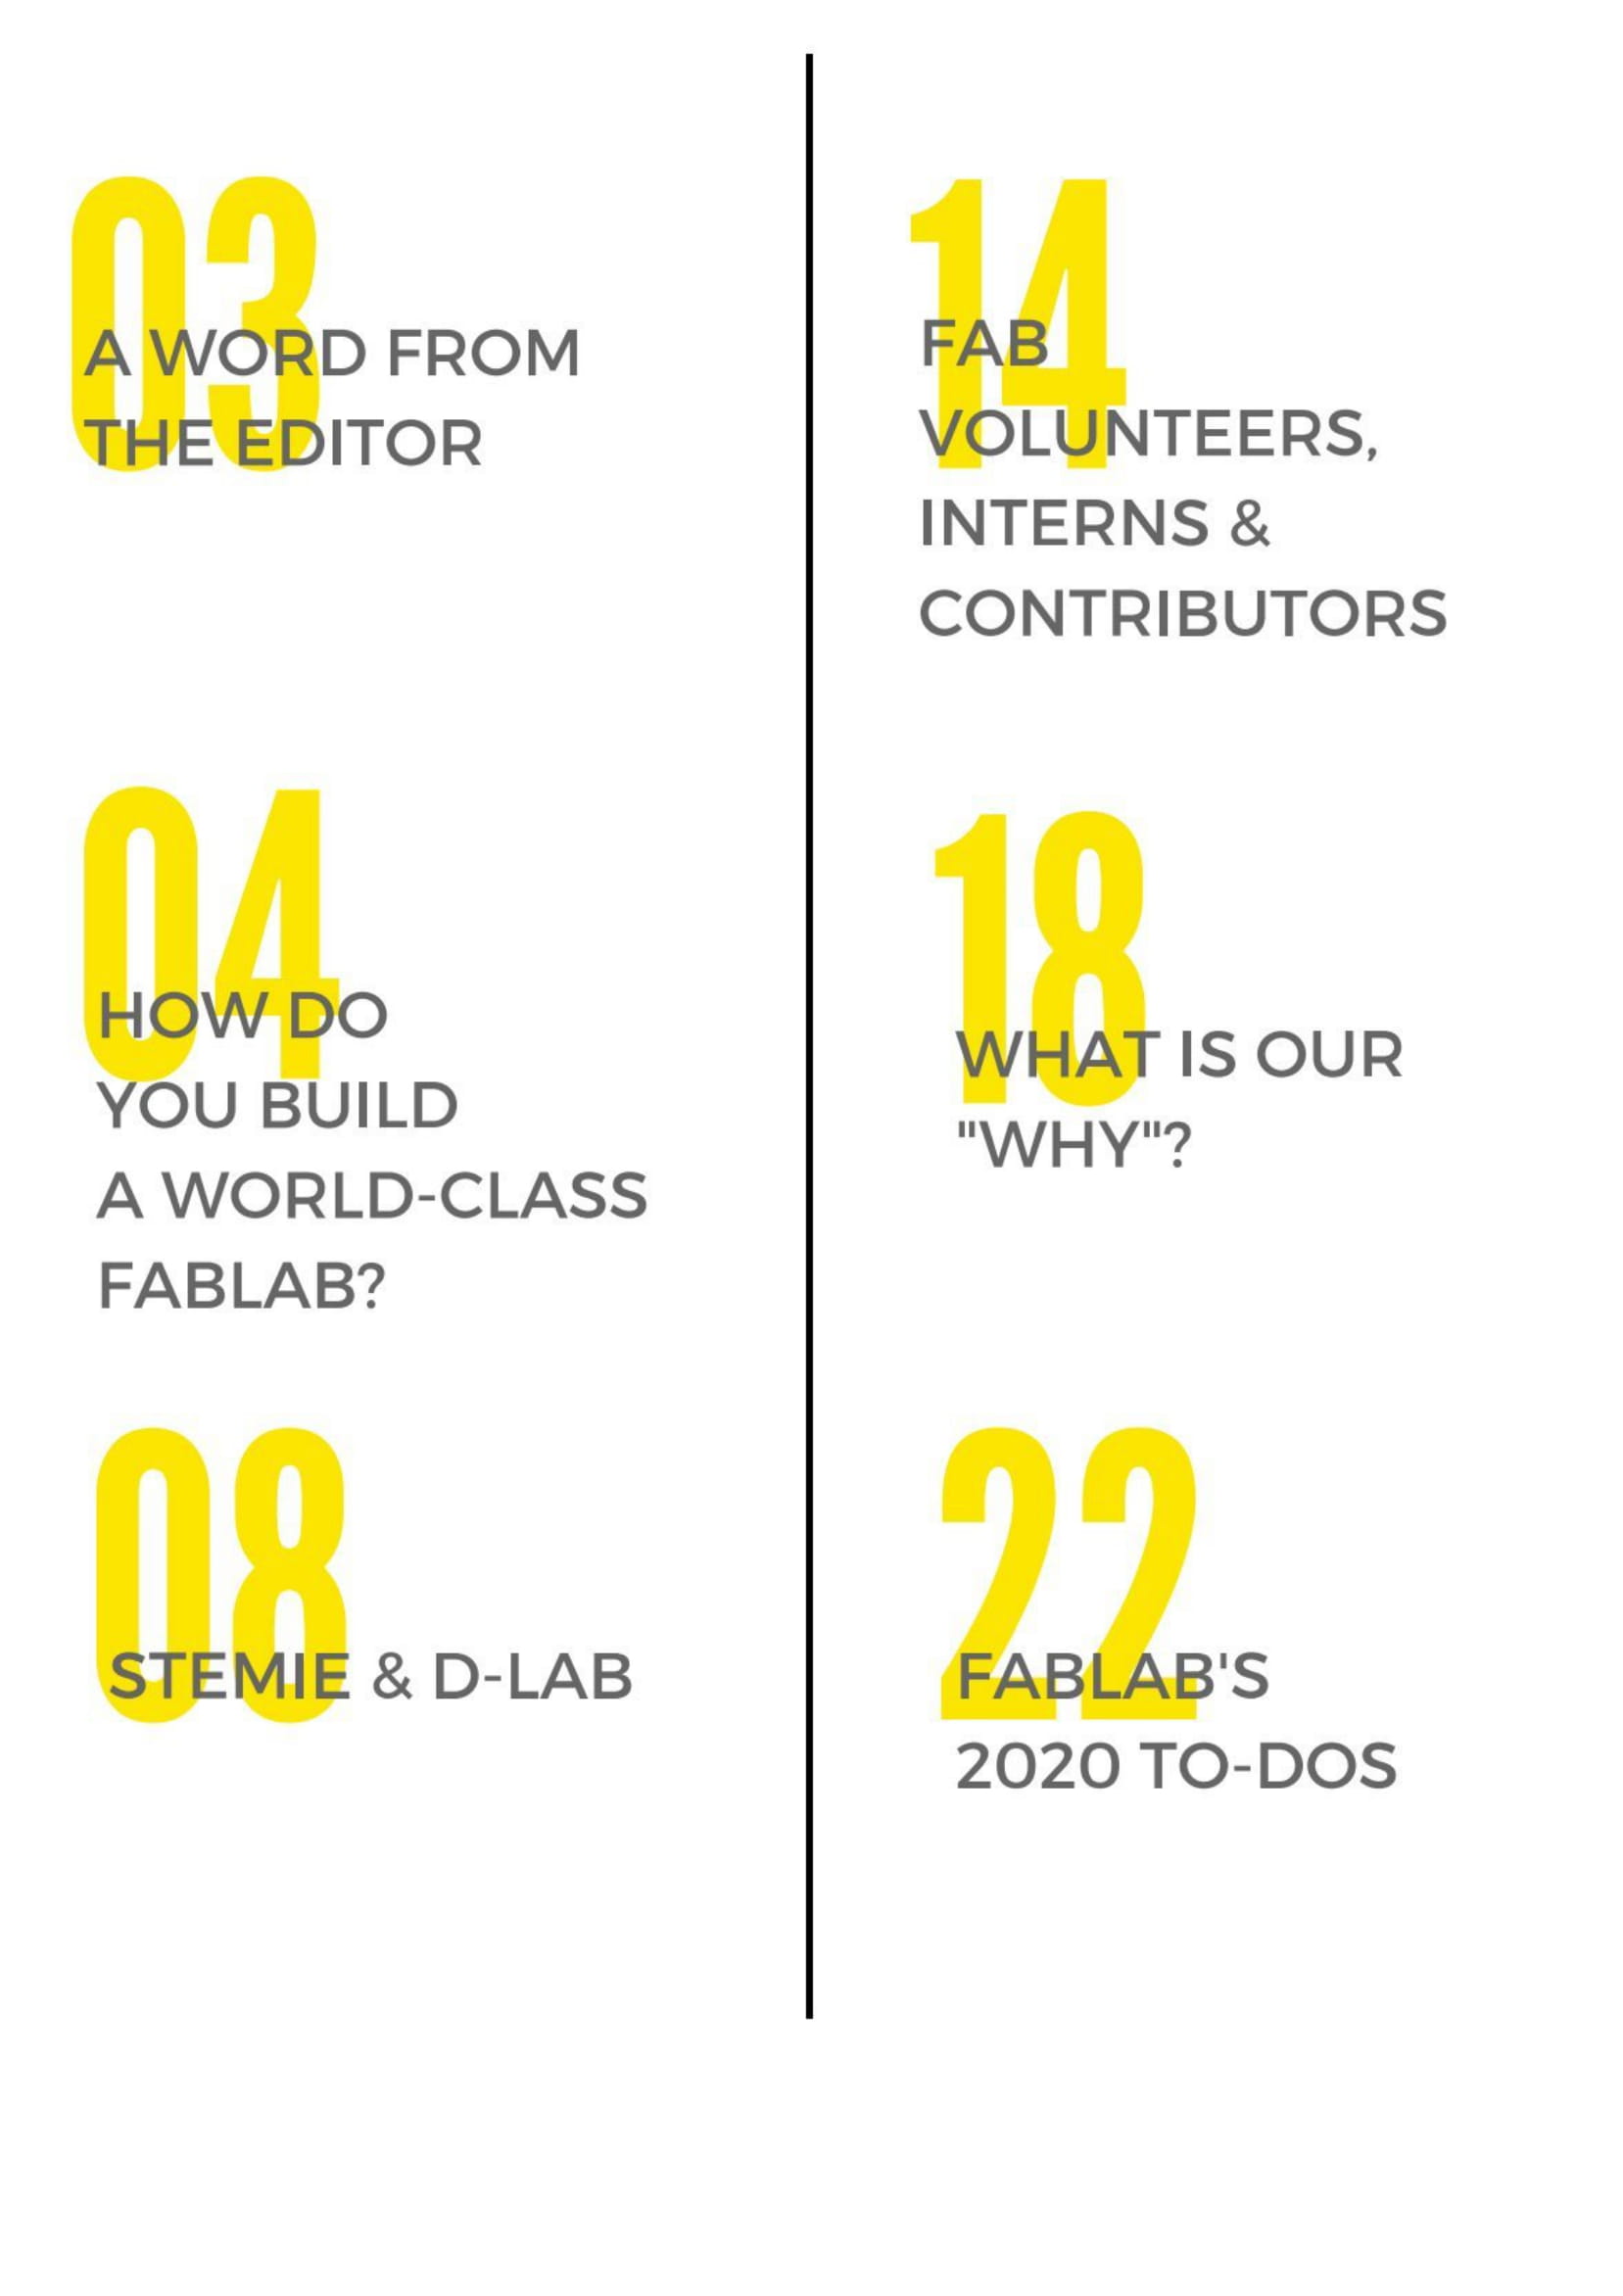 03
A WORD FROM
THE EDITOR
04
HOW DO
YOU BUILD
A WORLD-CLASS
FABLAB?
08
STEMIE & D-LAB
14
FAB
VOLUNTEERS,
INTERNS &
CONTRIBUTORS
18
WHAT IS OUR
"WHY"?
22
FABLAB'S
2020 TO-DOS